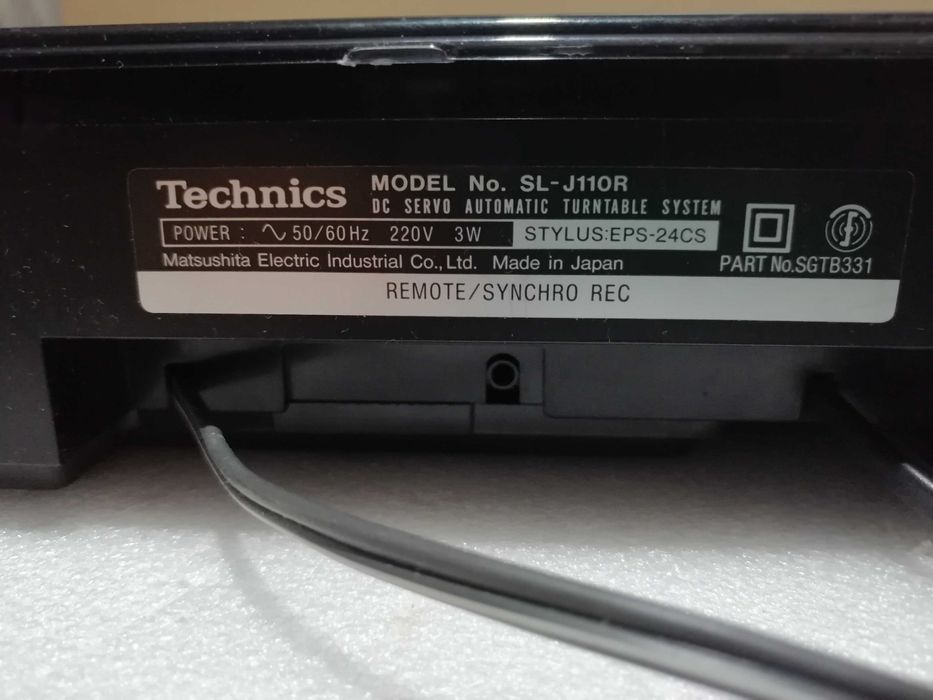 Technics MODEL No. SL-J110R
DC SERVO AUTOMATIC TURNTABLE SYSTEM
POWER : ∿ 50/60Hz 220V 3W STYLUS:EPS-24CS
Matsushita Electric Industrial Co., Ltd. Made in Japan PART No.SGTB331
REMOTE/SYNCHRO REC